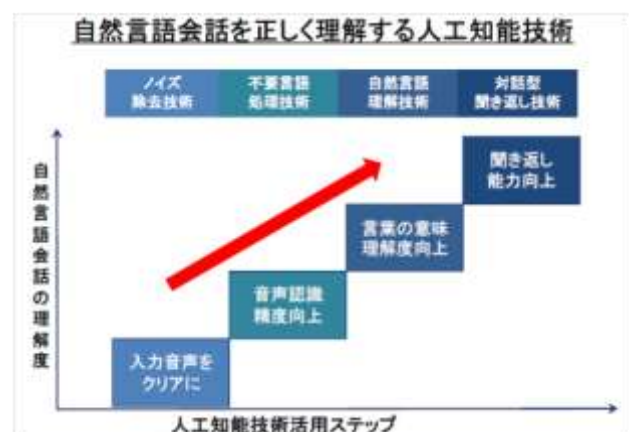 自然言語会話を正しく理解する人工知能技術
ノイズ
除去技術
不要言語
処理技術
自然言語
理解技術
対話型
聞き返し技術
自然言語会話の理解度
聞き返し
能力向上
言葉の意味
理解度向上
音声認識
精度向上
入力音声を
クリアに
人工知能技術活用ステップ